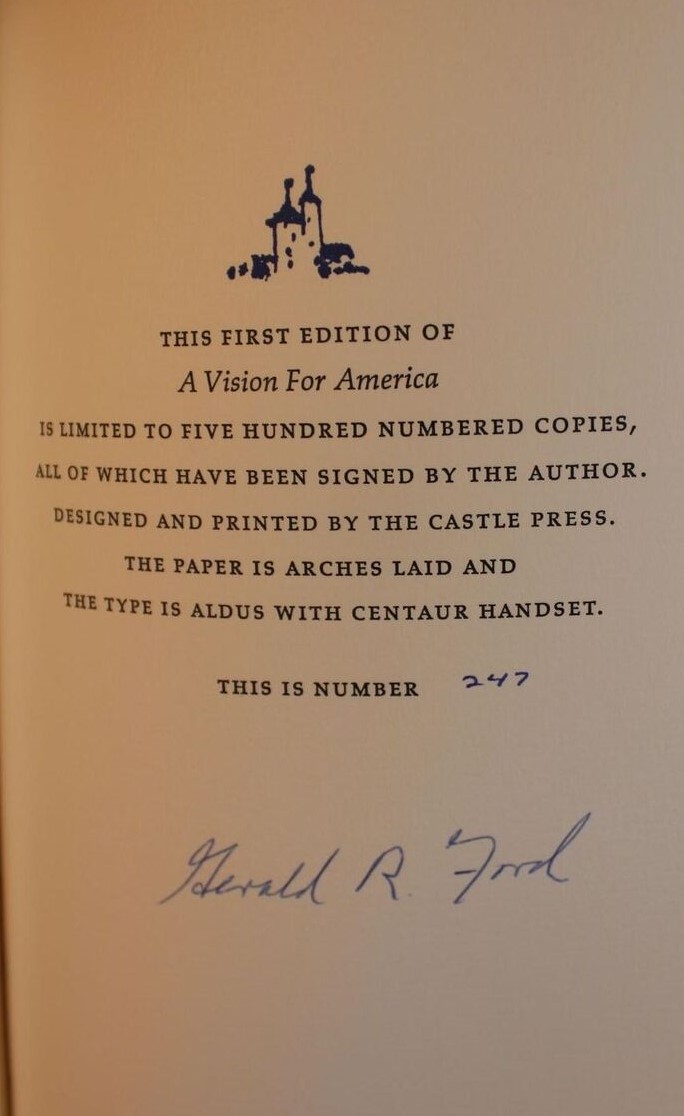 THIS FIRST EDITION OF
A Vision For America
IS LIMITED TO FIVE HUNDRED NUMBERED COPIES,
ALL OF WHICH HAVE BEEN SIGNED BY THE AUTHOR.
DESIGNED AND PRINTED BY THE CASTLE PRESS.
THE PAPER IS ARCHES LAID AND
THE TYPE IS ALDUS WITH CENTAUR HANDSET.
THIS IS NUMBER 247
Gerald R. Ford